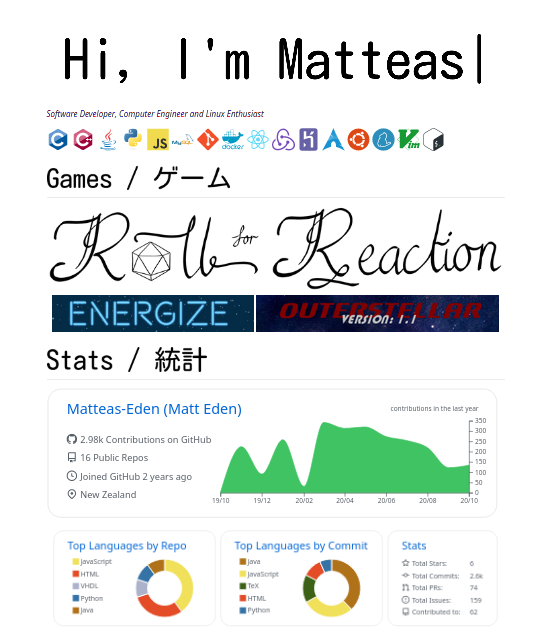 Hi, I'm Matteas|
Software Developer, Computer Engineer and Linux Enthusiast
JS
MySQL
docker
Vim
Games / ゲーム
Roll for Reaction
ENERGIZE
OUTERSTELLAR
VERSION: 1.1
Stats / 統計
Matteas-Eden (Matt Eden)
contributions in the last year
2.98k Contributions on GitHub
16 Public Repos
Joined GitHub 2 years ago
New Zealand
350
300
250
200
150
100
50
0
19/10 19/12 20/02 20/04 20/06 20/08 20/10
Top Languages by Repo
JavaScript
HTML
VHDL
Python
Java
Top Languages by Commit
Java
JavaScript
TeX
HTML
Python
Stats
Total Stars: 6
Total Commits: 2.6k
Total PRs: 74
Total Issues: 159
Contributed to: 62